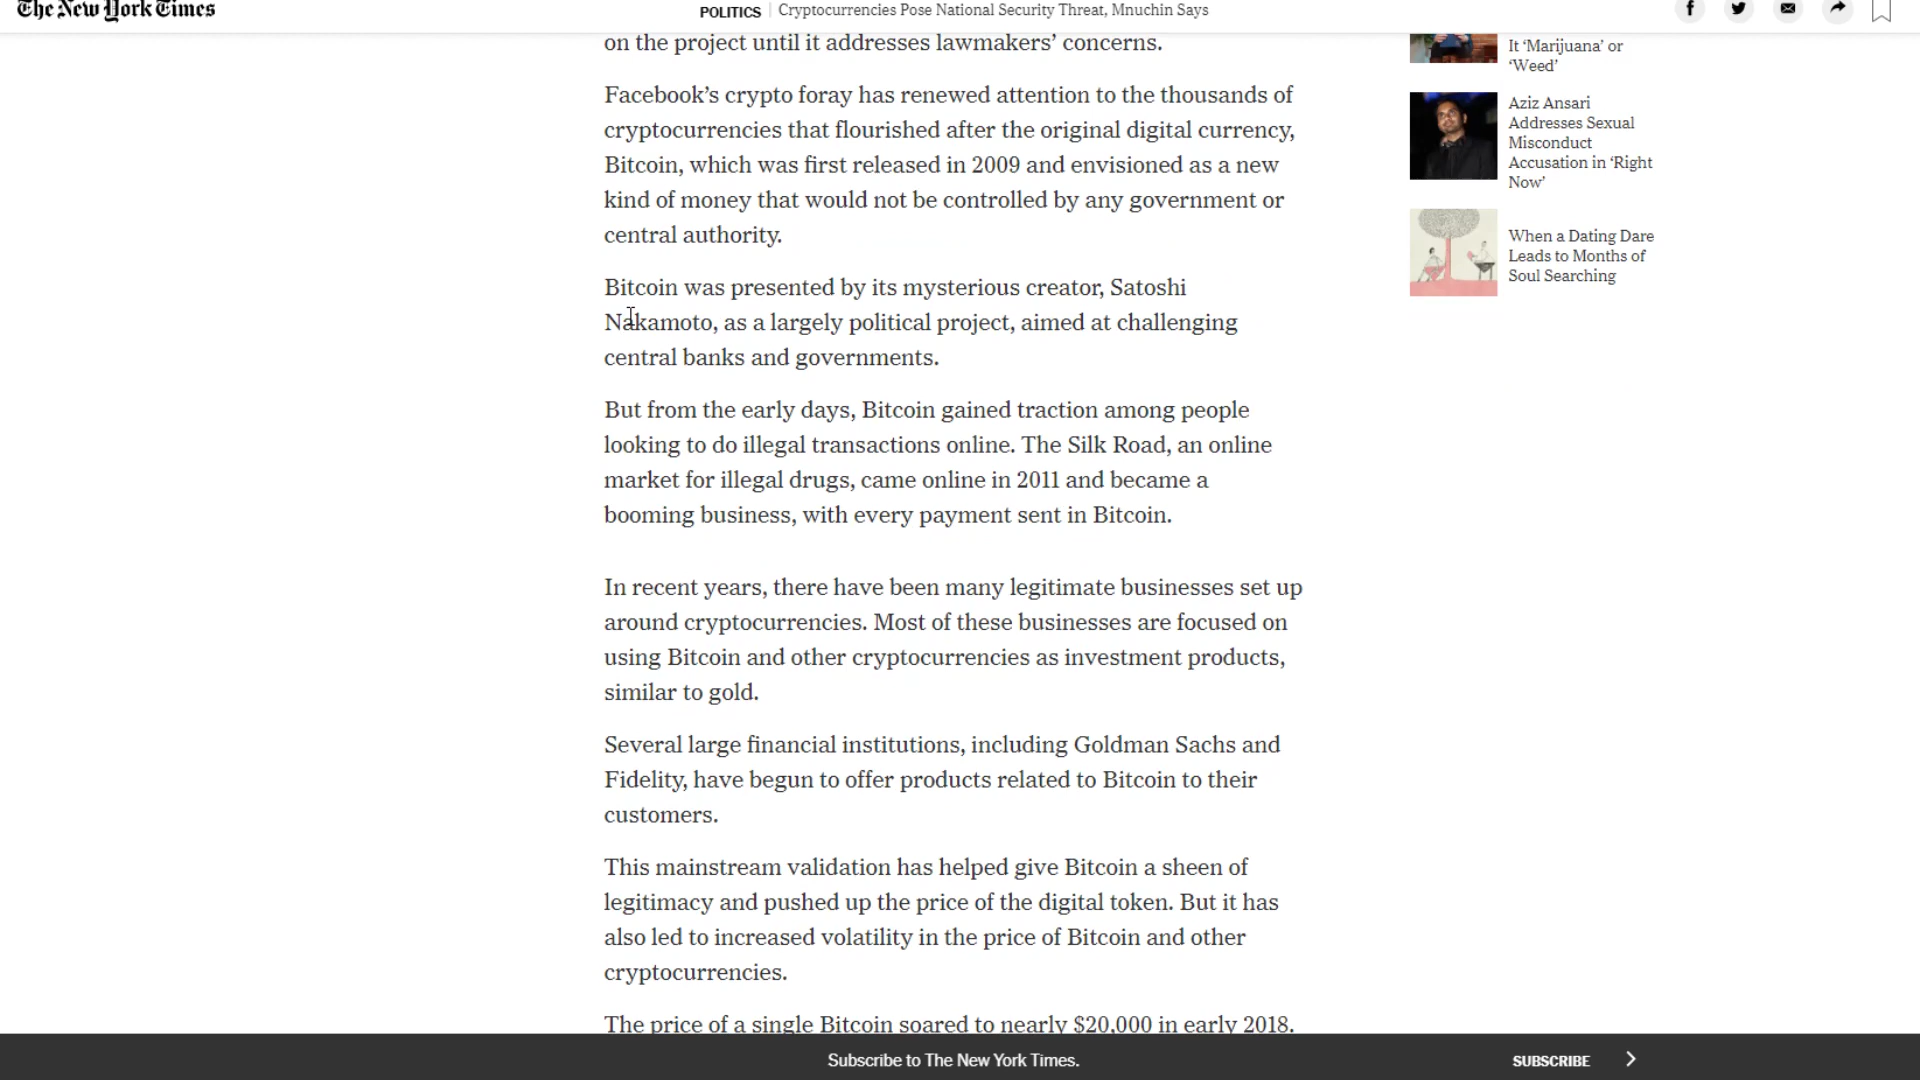 The New York Times
POLITICS | Cryptocurrencies Pose National Security Threat, Mnuchin Says
on the project until it addresses lawmakers’ concerns.
Facebook’s crypto foray has renewed attention to the thousands of
cryptocurrencies that flourished after the original digital currency,
Bitcoin, which was first released in 2009 and envisioned as a new
kind of money that would not be controlled by any government or
central authority.
Bitcoin was presented by its mysterious creator, Satoshi
Nakamoto, as a largely political project, aimed at challenging
central banks and governments.
But from the early days, Bitcoin gained traction among people
looking to do illegal transactions online. The Silk Road, an online
market for illegal drugs, came online in 2011 and became a
booming business, with every payment sent in Bitcoin.
In recent years, there have been many legitimate businesses set up
around cryptocurrencies. Most of these businesses are focused on
using Bitcoin and other cryptocurrencies as investment products,
similar to gold.
Several large financial institutions, including Goldman Sachs and
Fidelity, have begun to offer products related to Bitcoin to their
customers.
This mainstream validation has helped give Bitcoin a sheen of
legitimacy and pushed up the price of the digital token. But it has
also led to increased volatility in the price of Bitcoin and other
cryptocurrencies.
The price of a single Bitcoin soared to nearly $20,000 in early 2018.
It ‘Marijuana’ or
‘Weed’
Aziz Ansari
Addresses Sexual
Misconduct
Accusation in ‘Right
Now’
When a Dating Dare
Leads to Months of
Soul Searching
Subscribe to The New York Times.
SUBSCRIBE